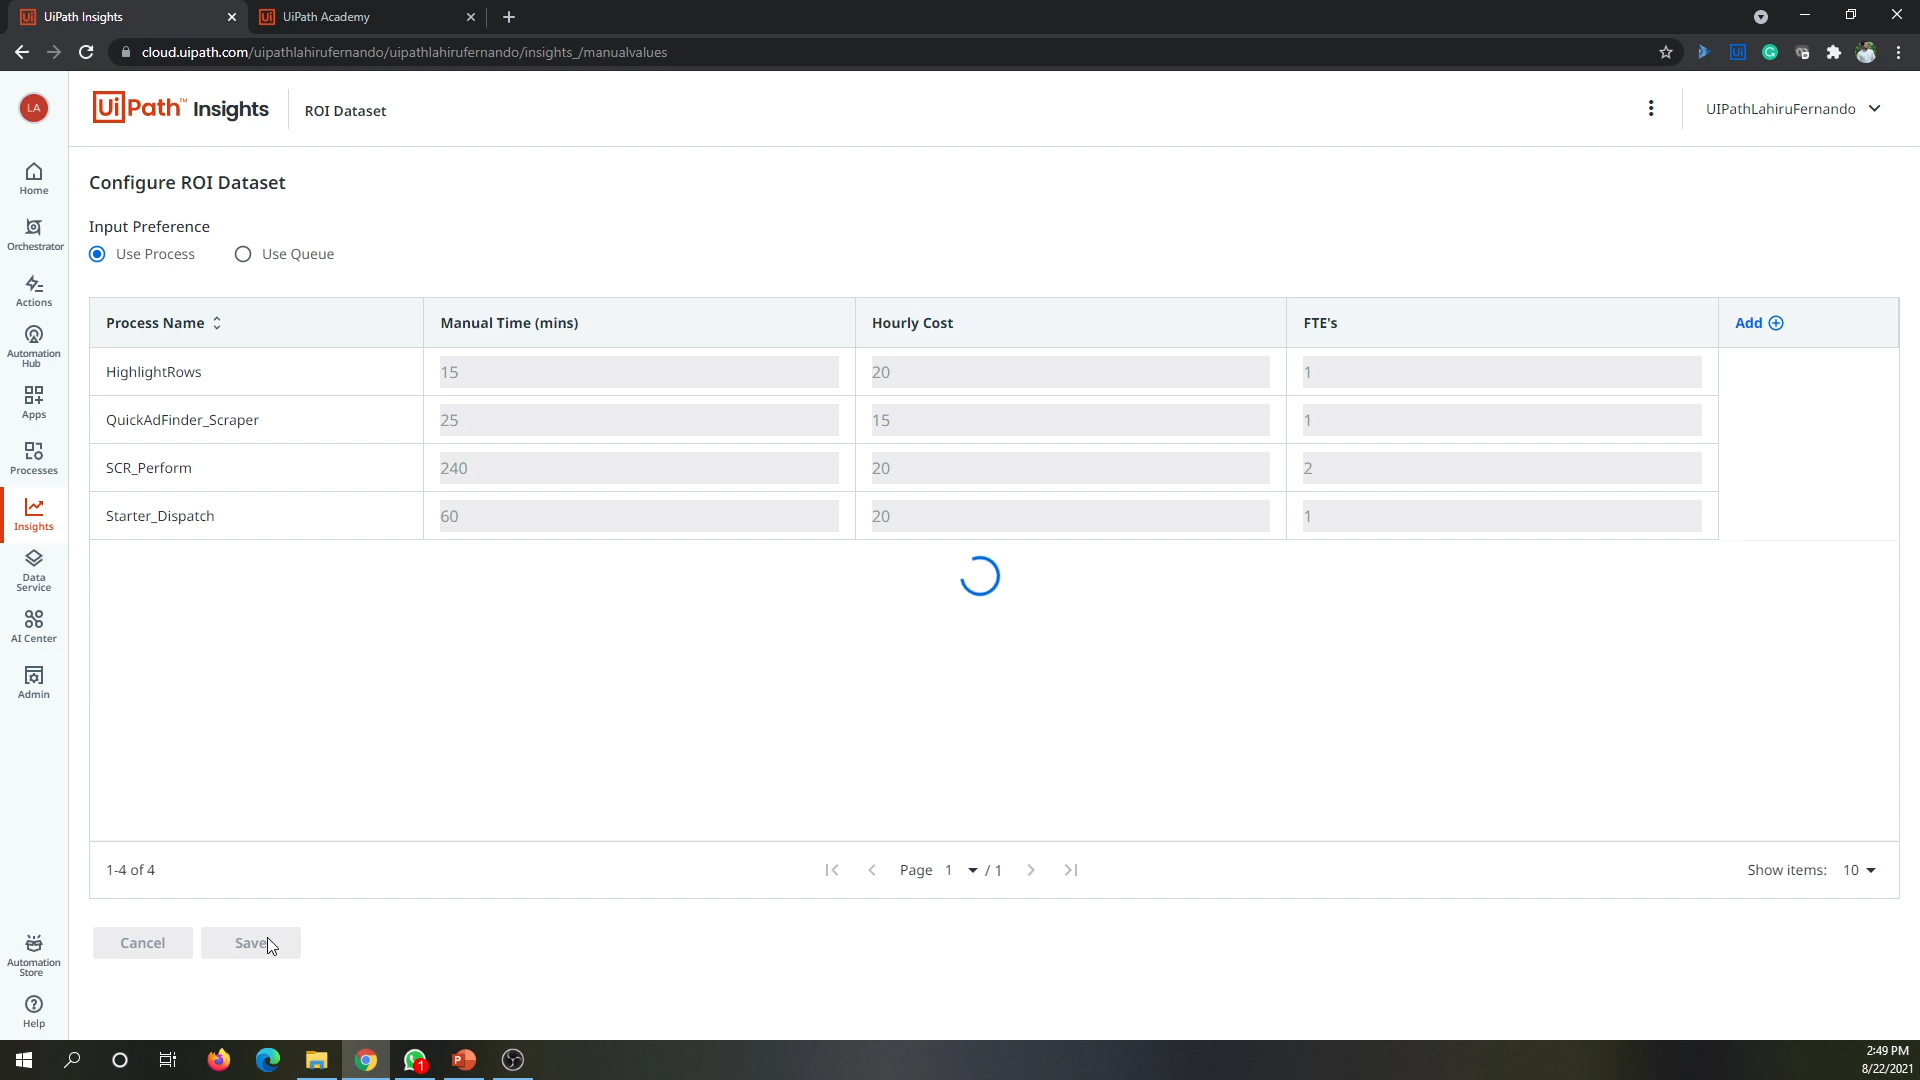 UiPath Insights
UiPath Academy
cloud.uipath.com/uipathlahirufernando/uipathlahirufernando/insights_/manualvalues
LA
UiPath™ Insights
ROI Dataset
UIPathLahiruFernando
Home
Orchestrator
Actions
Automation
Hub
Apps
Processes
Insights
Data
Service
AI Center
Admin
Automation
Store
Help
Configure ROI Dataset
Input Preference
Use Process
Use Queue
Process Name
Manual Time (mins)
Hourly Cost
FTE's
Add
HighlightRows
15
20
1
QuickAdFinder_Scraper
25
15
1
SCR_Perform
240
20
2
Starter_Dispatch
60
20
1
1-4 of 4
Page 1 / 1
Show items: 10
Cancel
Save
1
2:49 PM
8/22/2021